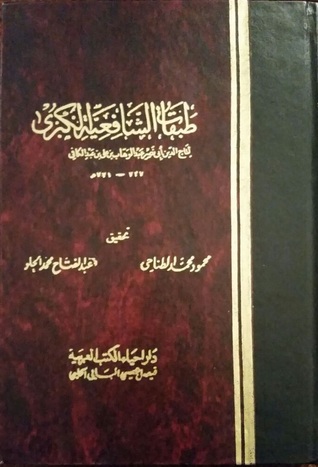 طبقات الشافعية الكبرى
لتاج الدين أبي نصر عبد الوهاب بن علي بن عبد الكافي
٧٢٧ - ٧٧١ هـ
تحقيق
محمود محمد الطناحي عبد الفتاح محمد الحلو
دار إحياء الكتب العربية
فيصل عيسى البابي الحلبي